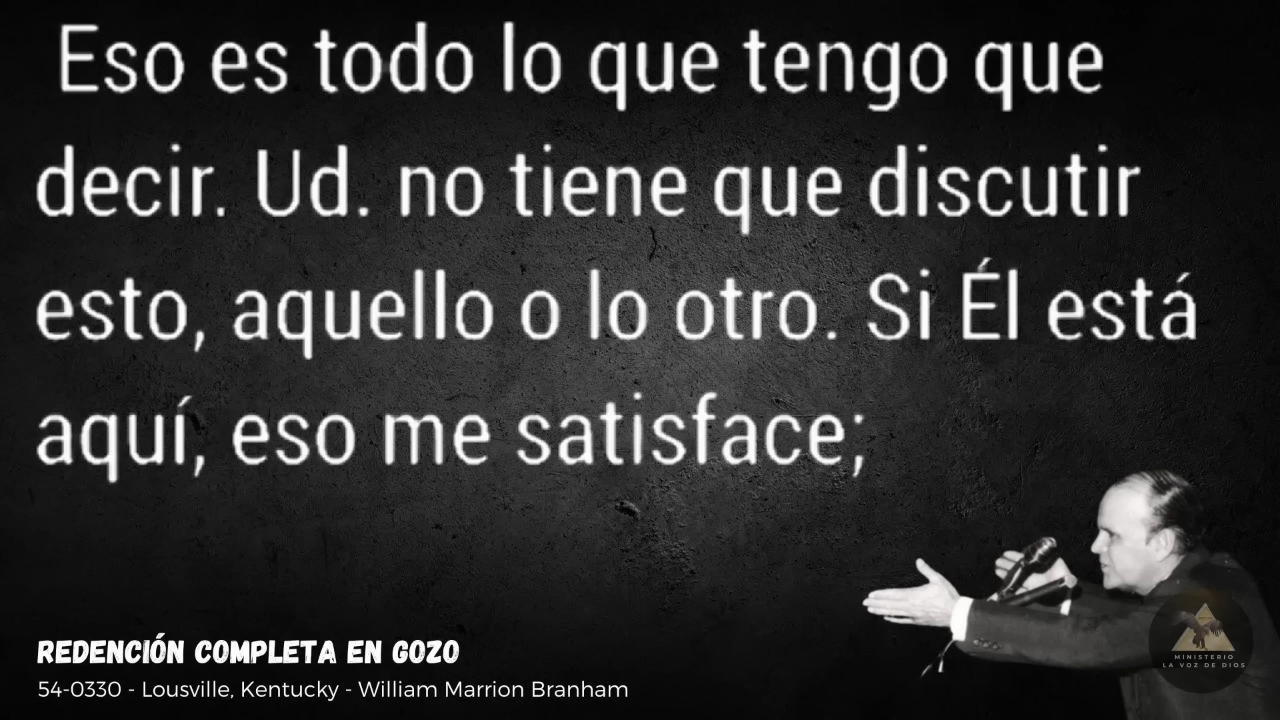 Eso es todo lo que tengo que
decir. Ud. no tiene que discutir
esto, aquello o lo otro. Si Él está
aquí, eso me satisface;
REDENCIÓN COMPLETA EN GOZO
54-0330 - Lousville, Kentucky - William Marrion Branham
MINISTERIO
LA VOZ DE DIOS